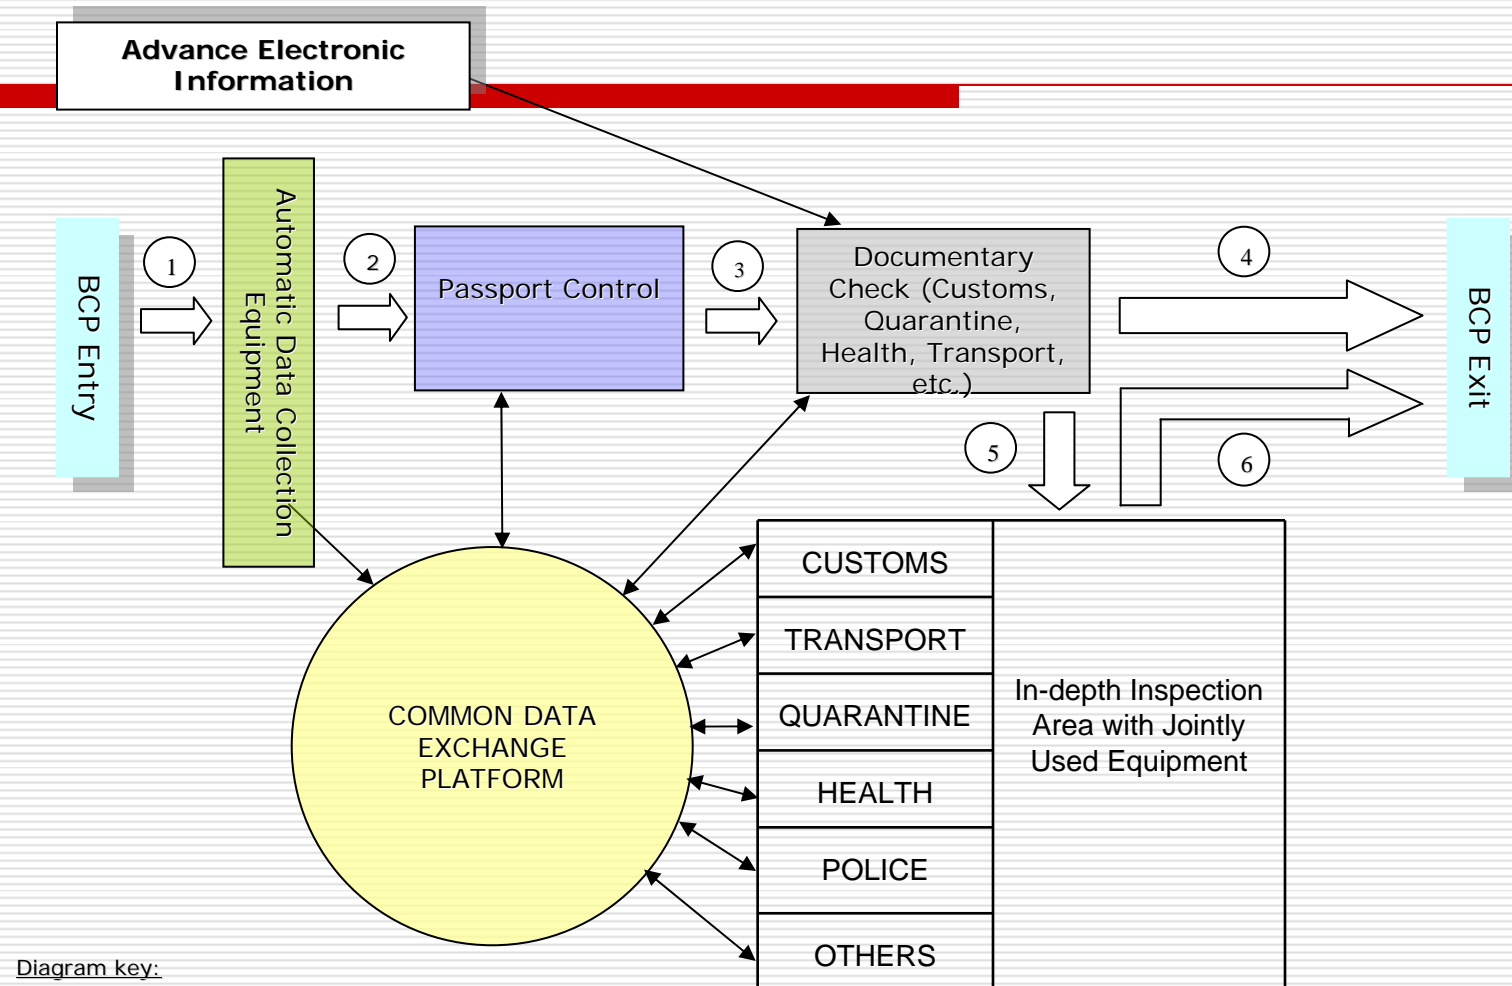 Advance Electronic
Information
BCP Entry
1
Automatic Data Collection
Equipment
2
Passport Control
3
Documentary
Check (Customs,
Quarantine,
Health, Transport,
etc.)
4
BCP Exit
5
6
COMMON DATA
EXCHANGE
PLATFORM
CUSTOMS
TRANSPORT
QUARANTINE
HEALTH
POLICE
OTHERS
In-depth Inspection
Area with Jointly
Used Equipment
Diagram key: